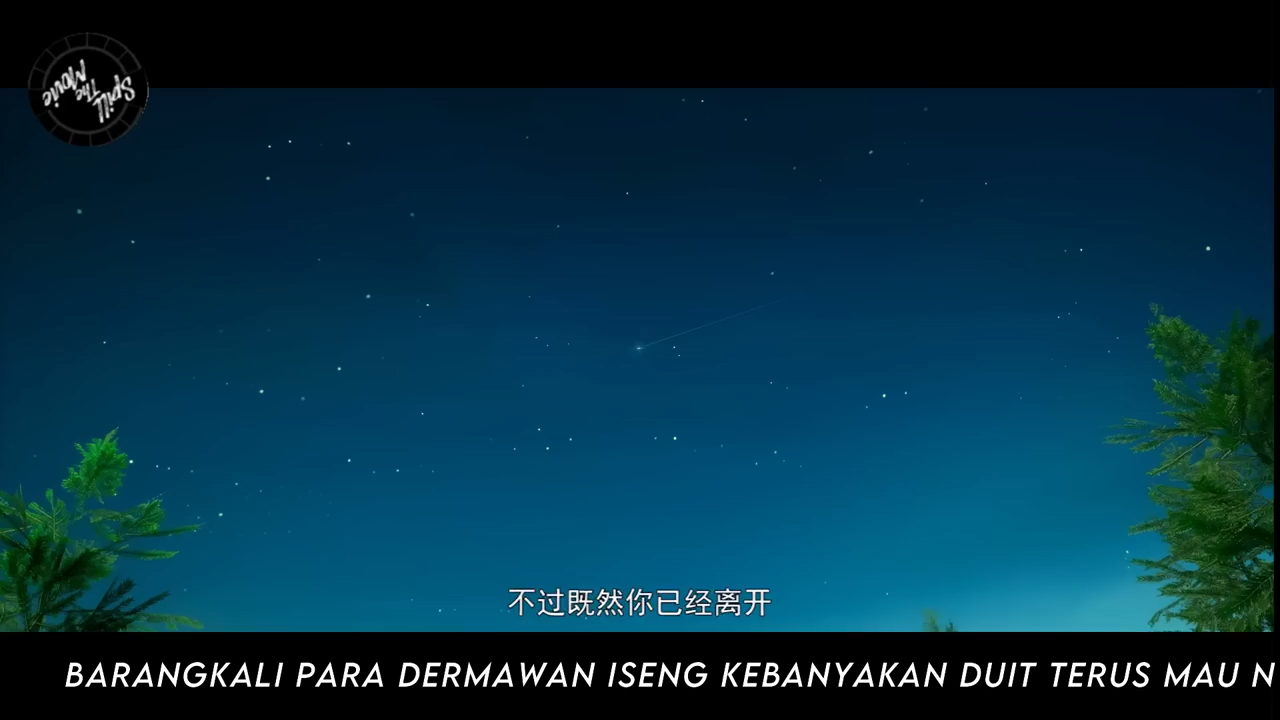 Spill
The
Movie
不过既然你已经离开
BARANGKALI PARA DERMAWAN ISENG KEBANYAKAN DUIT TERUS MAU N